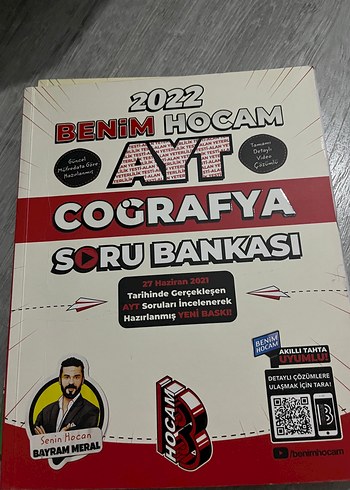 2022
BENİM HOCAM
AYT
Güncel
Müfredata Göre
Hazırlanmış
Tamamı
Detaylı
Video
Çözümlü
COĞRAFYA
SORU BANKASI
27 Haziran 2021
Tarihinde Gerçekleşen
AYT Soruları İncelenerek
Hazırlanmış YENİ BASKI!
BENİM
HOCAM
AKILLI TAHTA
UYUMLU!
DETAYLI ÇÖZÜMLERE
ULAŞMAK İÇİN TARA!
Senin Hocan
BAYRAM MERAL
HOCAM
/benimhocam